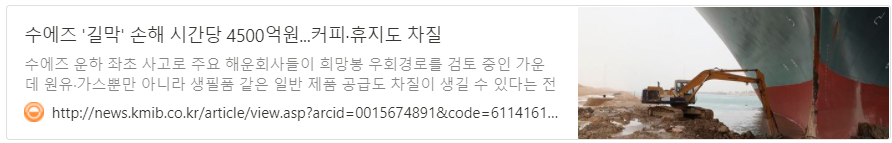 수에즈 '길막' 손해 시간당 4500억원...커피·휴지도 차질
수에즈 운하 좌초 사고로 주요 해운회사들이 희망봉 우회경로를 검토 중인 가운
데 원유·가스뿐만 아니라 생필품 같은 일반 제품 공급도 차질이 생길 수 있다는 전
http://news.kmib.co.kr/article/view.asp?arcid=0015674891&code=6114161...